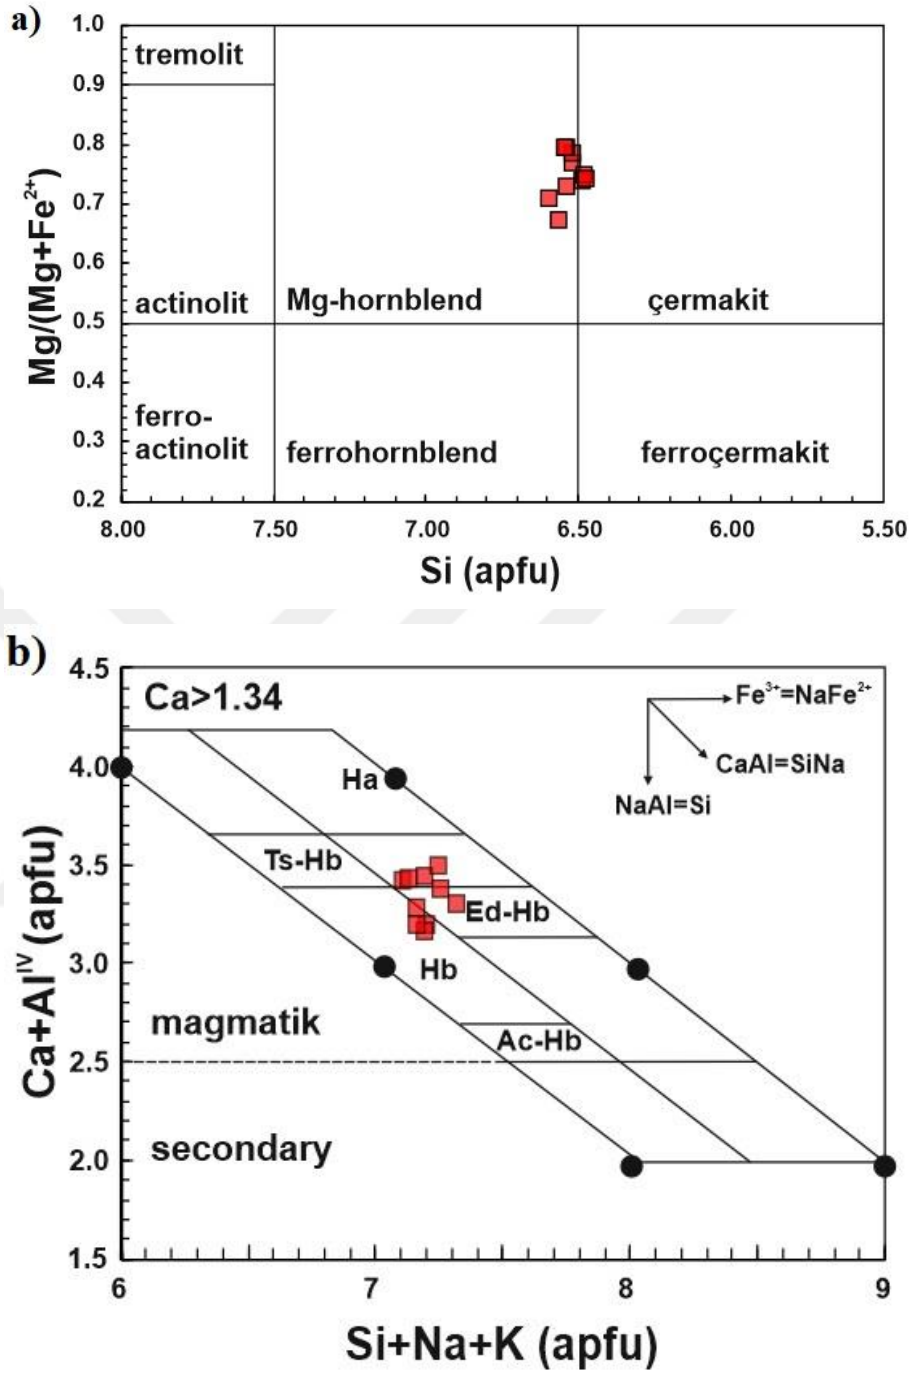 a)
1.0
tremolit
0.9
0.8
0.7
0.6
actinolit Mg-hornblend çermakit
0.5
0.4
ferro-
actinolit ferrohornblend ferroçermakit
0.3
0.2
Mg/(Mg+Fe²⁺)
8.00 7.50 7.00 6.50 6.00 5.50
Si (apfu)
b)
4.5
Ca>1.34
Fe³⁺=NaFe²⁺
CaAl=SiNa
NaAl=Si
4.0
Ha
Ts-Hb
3.5
Ed-Hb
3.0
Hb
magmatik
Ac-Hb
2.5
secondary
2.0
1.5
Ca+Alᴵⱽ (apfu)
6 7 8 9
Si+Na+K (apfu)